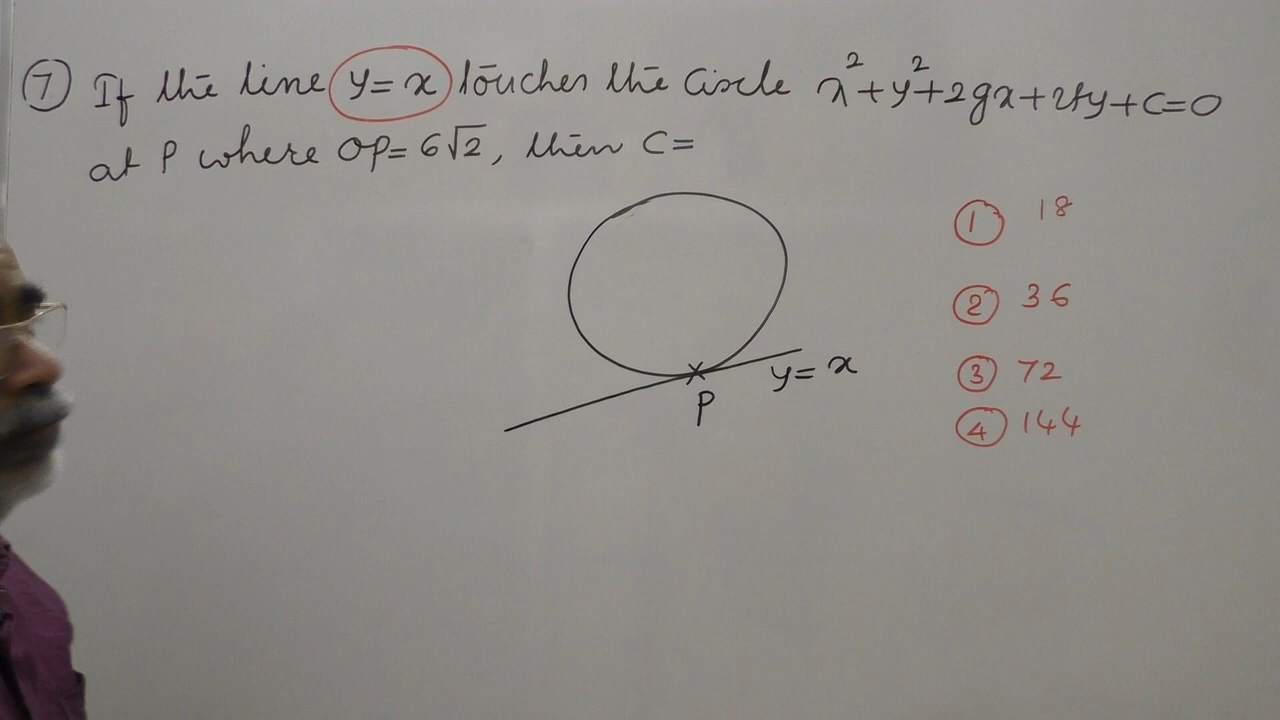 ⑦ If the line y=x touches the Circle x²+y²+2gx+2fy+c=0
at P where OP=6√2, then C=
① 18
② 36
y=x
③ 72
P
④ 144